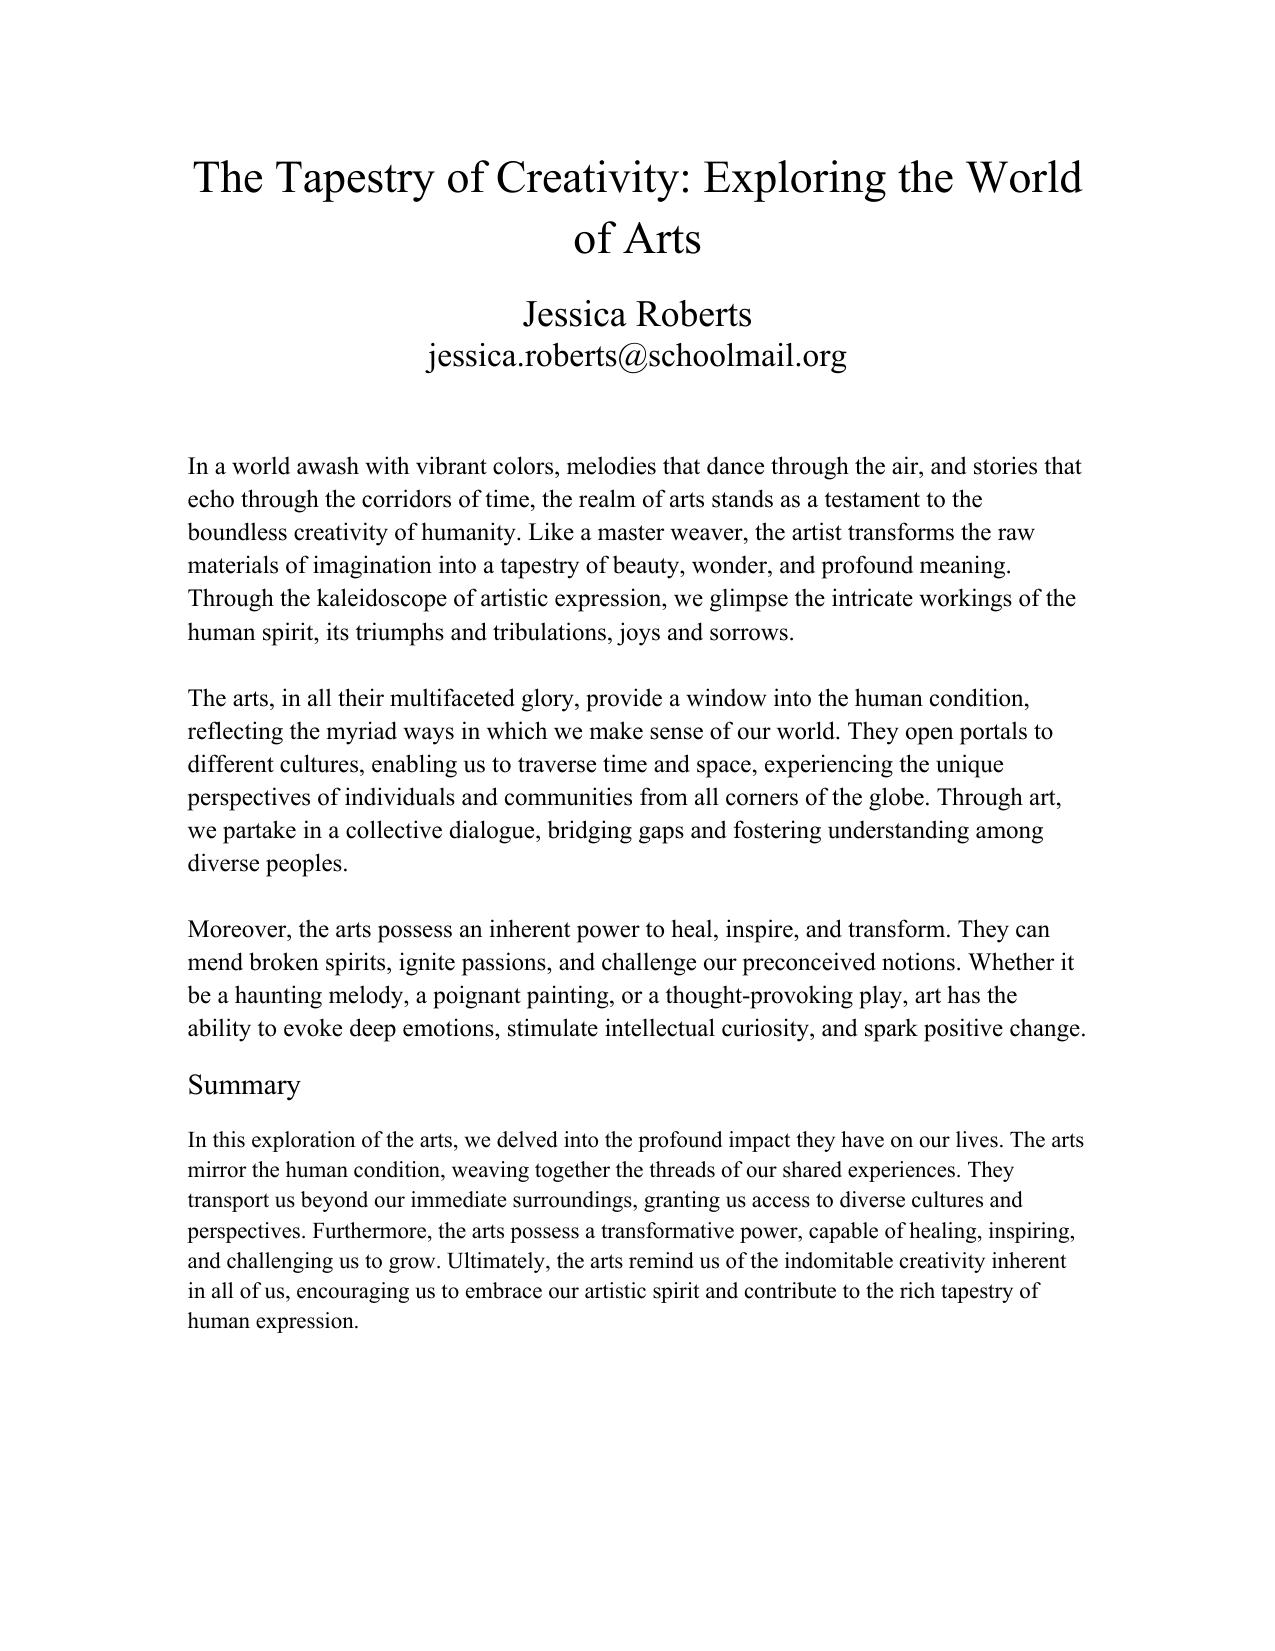 The Tapestry of Creativity: Exploring the World
of Arts
Jessica Roberts
jessica.roberts@schoolmail.org
In a world awash with vibrant colors, melodies that dance through the air, and stories that
echo through the corridors of time, the realm of arts stands as a testament to the
boundless creativity of humanity. Like a master weaver, the artist transforms the raw
materials of imagination into a tapestry of beauty, wonder, and profound meaning.
Through the kaleidoscope of artistic expression, we glimpse the intricate workings of the
human spirit, its triumphs and tribulations, joys and sorrows.
The arts, in all their multifaceted glory, provide a window into the human condition,
reflecting the myriad ways in which we make sense of our world. They open portals to
different cultures, enabling us to traverse time and space, experiencing the unique
perspectives of individuals and communities from all corners of the globe. Through art,
we partake in a collective dialogue, bridging gaps and fostering understanding among
diverse peoples.
Moreover, the arts possess an inherent power to heal, inspire, and transform. They can
mend broken spirits, ignite passions, and challenge our preconceived notions. Whether it
be a haunting melody, a poignant painting, or a thought-provoking play, art has the
ability to evoke deep emotions, stimulate intellectual curiosity, and spark positive change.
Summary
In this exploration of the arts, we delved into the profound impact they have on our lives. The arts
mirror the human condition, weaving together the threads of our shared experiences. They
transport us beyond our immediate surroundings, granting us access to diverse cultures and
perspectives. Furthermore, the arts possess a transformative power, capable of healing, inspiring,
and challenging us to grow. Ultimately, the arts remind us of the indomitable creativity inherent
in all of us, encouraging us to embrace our artistic spirit and contribute to the rich tapestry of
human expression.